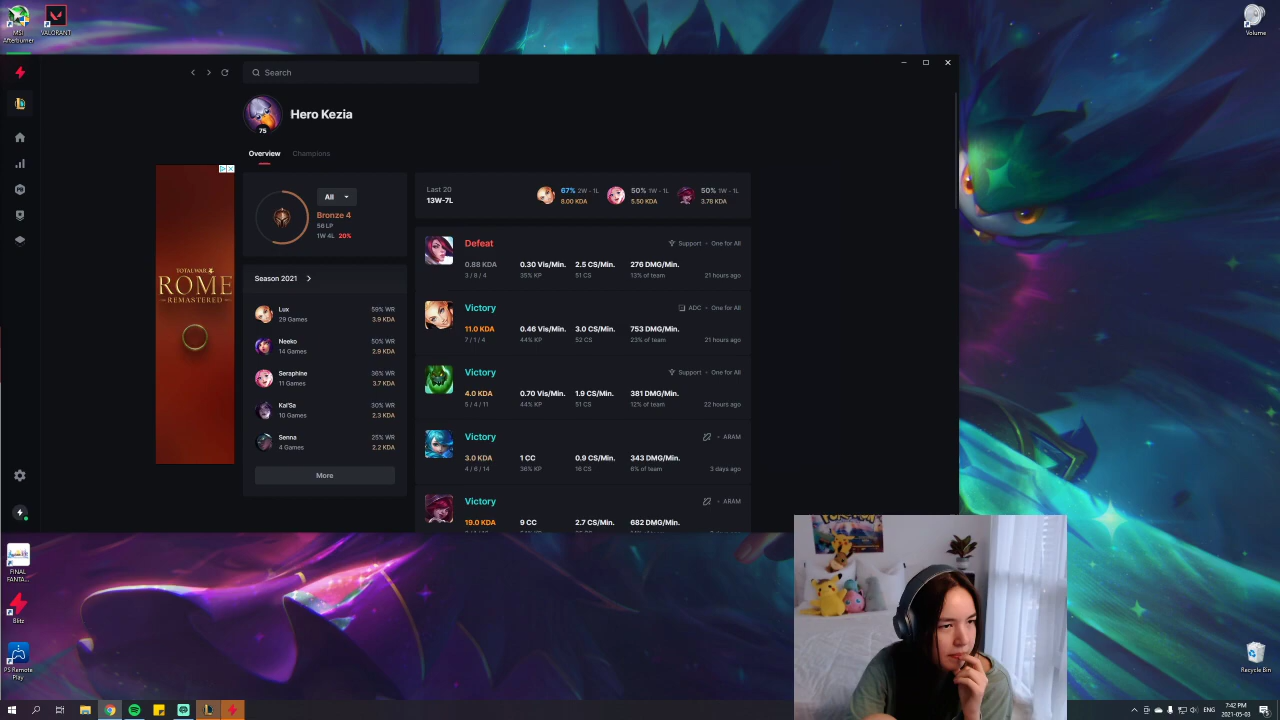 MSI
Afterburner
VALORANT
Volume
Search
75
Hero Kezia
Overview
Champions
TOTAL WAR
ROME
REMASTERED
All
Bronze 4
56 LP
1W 4L 20%
Season 2021
Lux
29 Games
59% WR
3.9 KDA
Neeko
14 Games
50% WR
2.9 KDA
Seraphine
11 Games
36% WR
3.7 KDA
Kai'Sa
10 Games
30% WR
2.3 KDA
Senna
4 Games
25% WR
2.2 KDA
More
Last 20
13W-7L
67% 2W - 1L
8.00 KDA
50% 1W - 1L
5.50 KDA
50% 1W - 1L
3.78 KDA
Defeat
Support • One for All
0.88 KDA 0.30 Vis/Min. 2.5 CS/Min. 276 DMG/Min.
3 / 8 / 4 35% KP 51 CS 13% of team 21 hours ago
Victory
ADC • One for All
11.0 KDA 0.46 Vis/Min. 3.0 CS/Min. 753 DMG/Min.
7 / 1 / 4 44% KP 52 CS 23% of team 21 hours ago
Victory
Support • One for All
4.0 KDA 0.70 Vis/Min. 1.9 CS/Min. 381 DMG/Min.
5 / 4 / 11 44% KP 51 CS 12% of team 22 hours ago
Victory
• ARAM
3.0 KDA 1 CC 0.9 CS/Min. 343 DMG/Min.
4 / 6 / 14 36% KP 16 CS 6% of team 3 days ago
Victory
• ARAM
19.0 KDA 9 CC 2.7 CS/Min. 682 DMG/Min.
FINAL
FANTA...
Blitz
PS Remote
Play
Recycle Bin
ENG
7:42 PM
2021-05-03